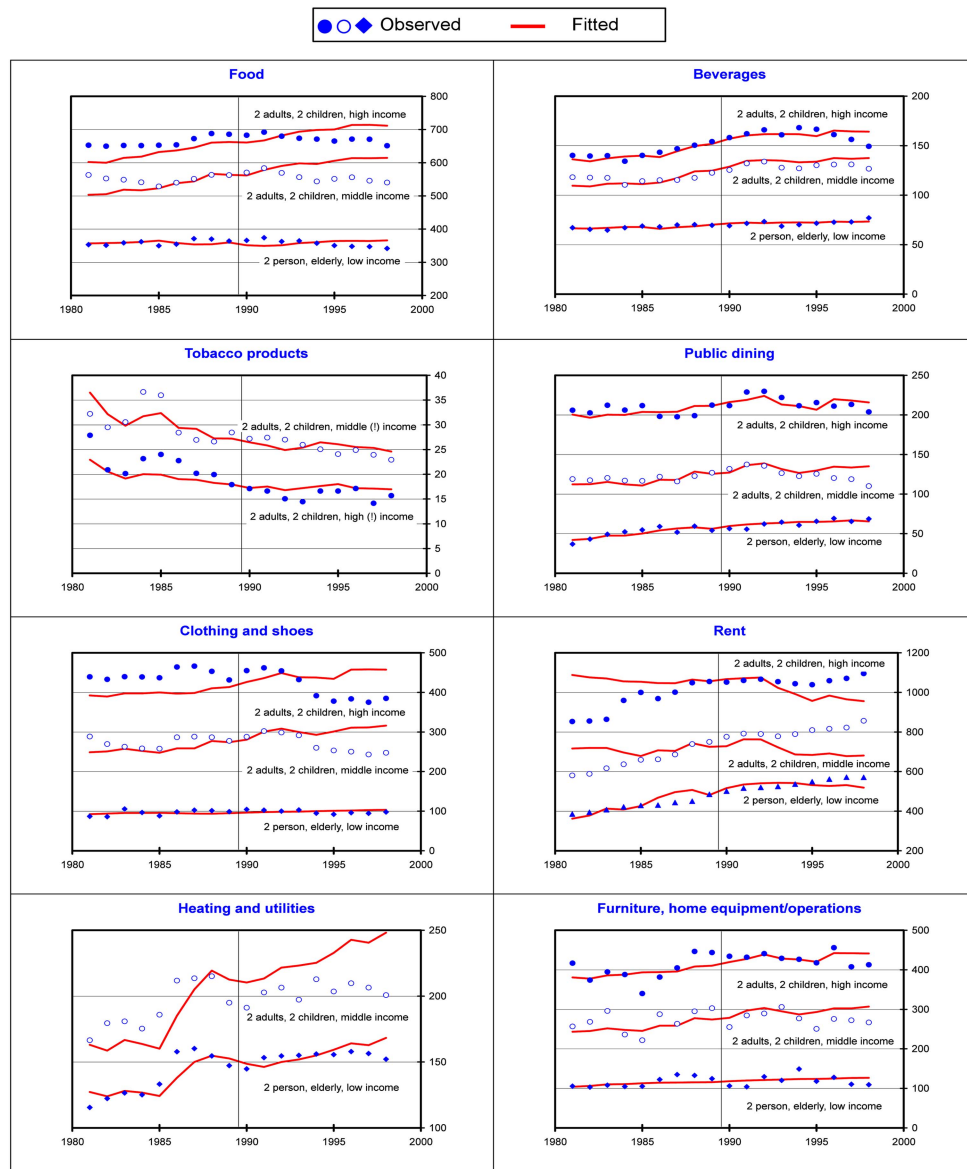 Observed Fitted
Food
800
700
600
500
400
300
200
2 adults, 2 children, high income
2 adults, 2 children, middle income
2 person, elderly, low income
1980 1985 1990 1995 2000
Beverages
200
150
100
50
0
2 adults, 2 children, high income
2 adults, 2 children, middle income
2 person, elderly, low income
1980 1985 1990 1995 2000
Tobacco products
40
35
30
25
20
15
10
5
0
2 adults, 2 children, middle (!) income
2 adults, 2 children, high (!) income
1980 1985 1990 1995 2000
Public dining
250
200
150
100
50
0
2 adults, 2 children, high income
2 adults, 2 children, middle income
2 person, elderly, low income
1980 1985 1990 1995 2000
Clothing and shoes
500
400
300
200
100
0
2 adults, 2 children, high income
2 adults, 2 children, middle income
2 person, elderly, low income
1980 1985 1990 1995 2000
Rent
1200
1000
800
600
400
200
2 adults, 2 children, high income
2 adults, 2 children, middle income
2 person, elderly, low income
1980 1985 1990 1995 2000
Heating and utilities
250
200
150
100
2 adults, 2 children, middle income
2 person, elderly, low income
1980 1985 1990 1995 2000
Furniture, home equipment/operations
500
400
300
200
100
0
2 adults, 2 children, high income
2 adults, 2 children, middle income
2 person, elderly, low income
1980 1985 1990 1995 2000